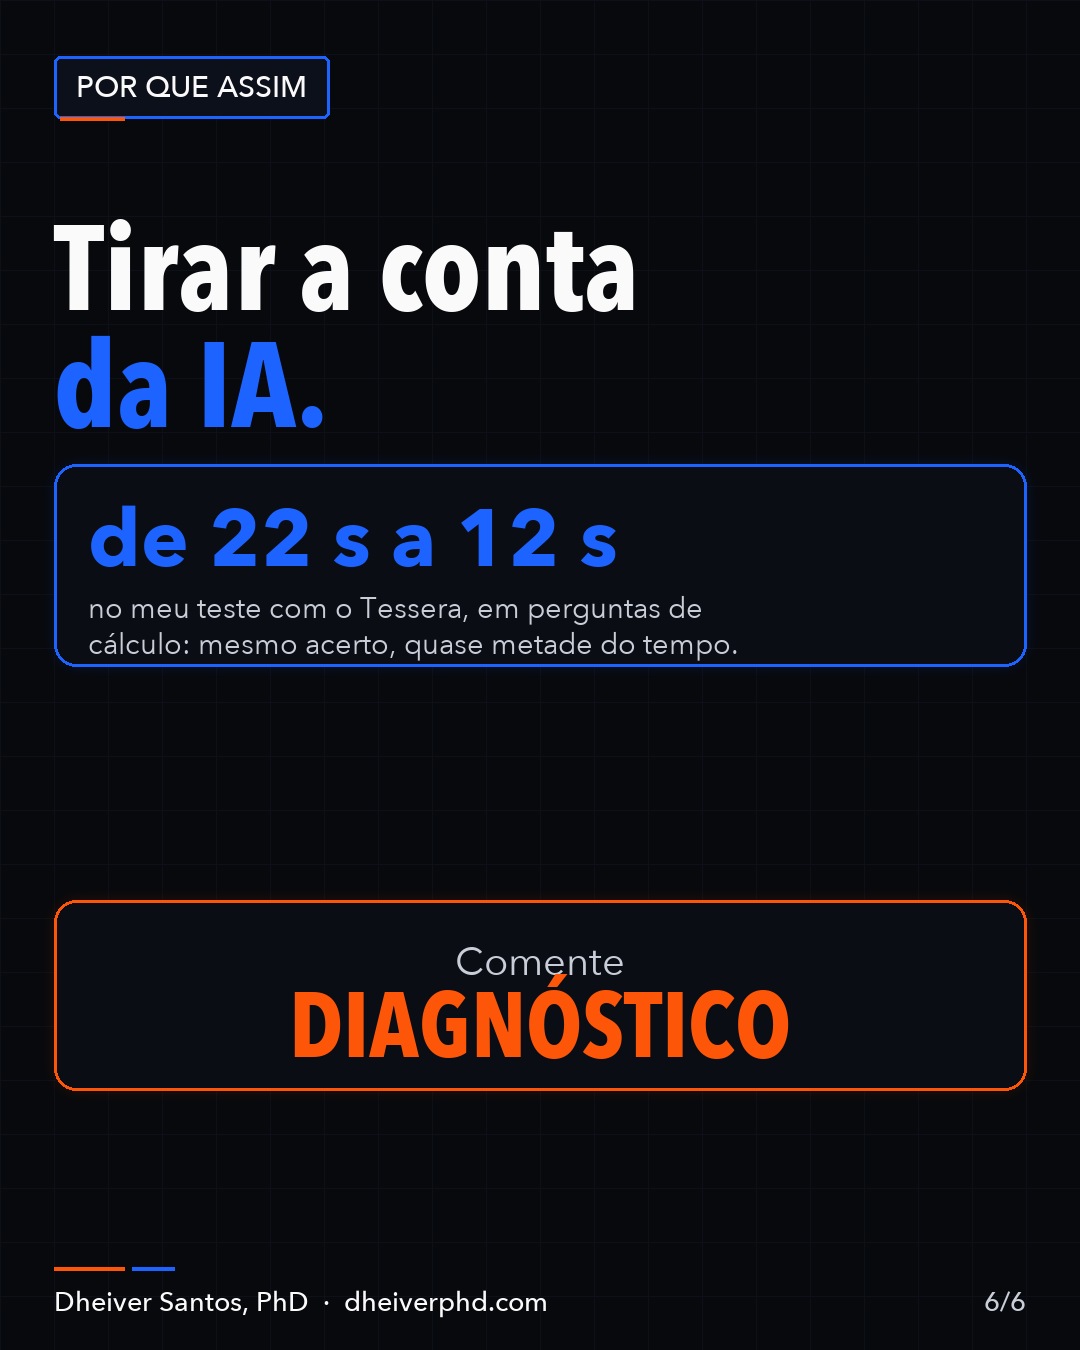 POR QUE ASSIM
Tirar a conta
da IA.
de 22 s a 12 s
no meu teste com o Tessera, em perguntas de
cálculo: mesmo acerto, quase metade do tempo.
Comente
DIAGNÓSTICO
Dheiver Santos, PhD · dheiverphd.com
6/6